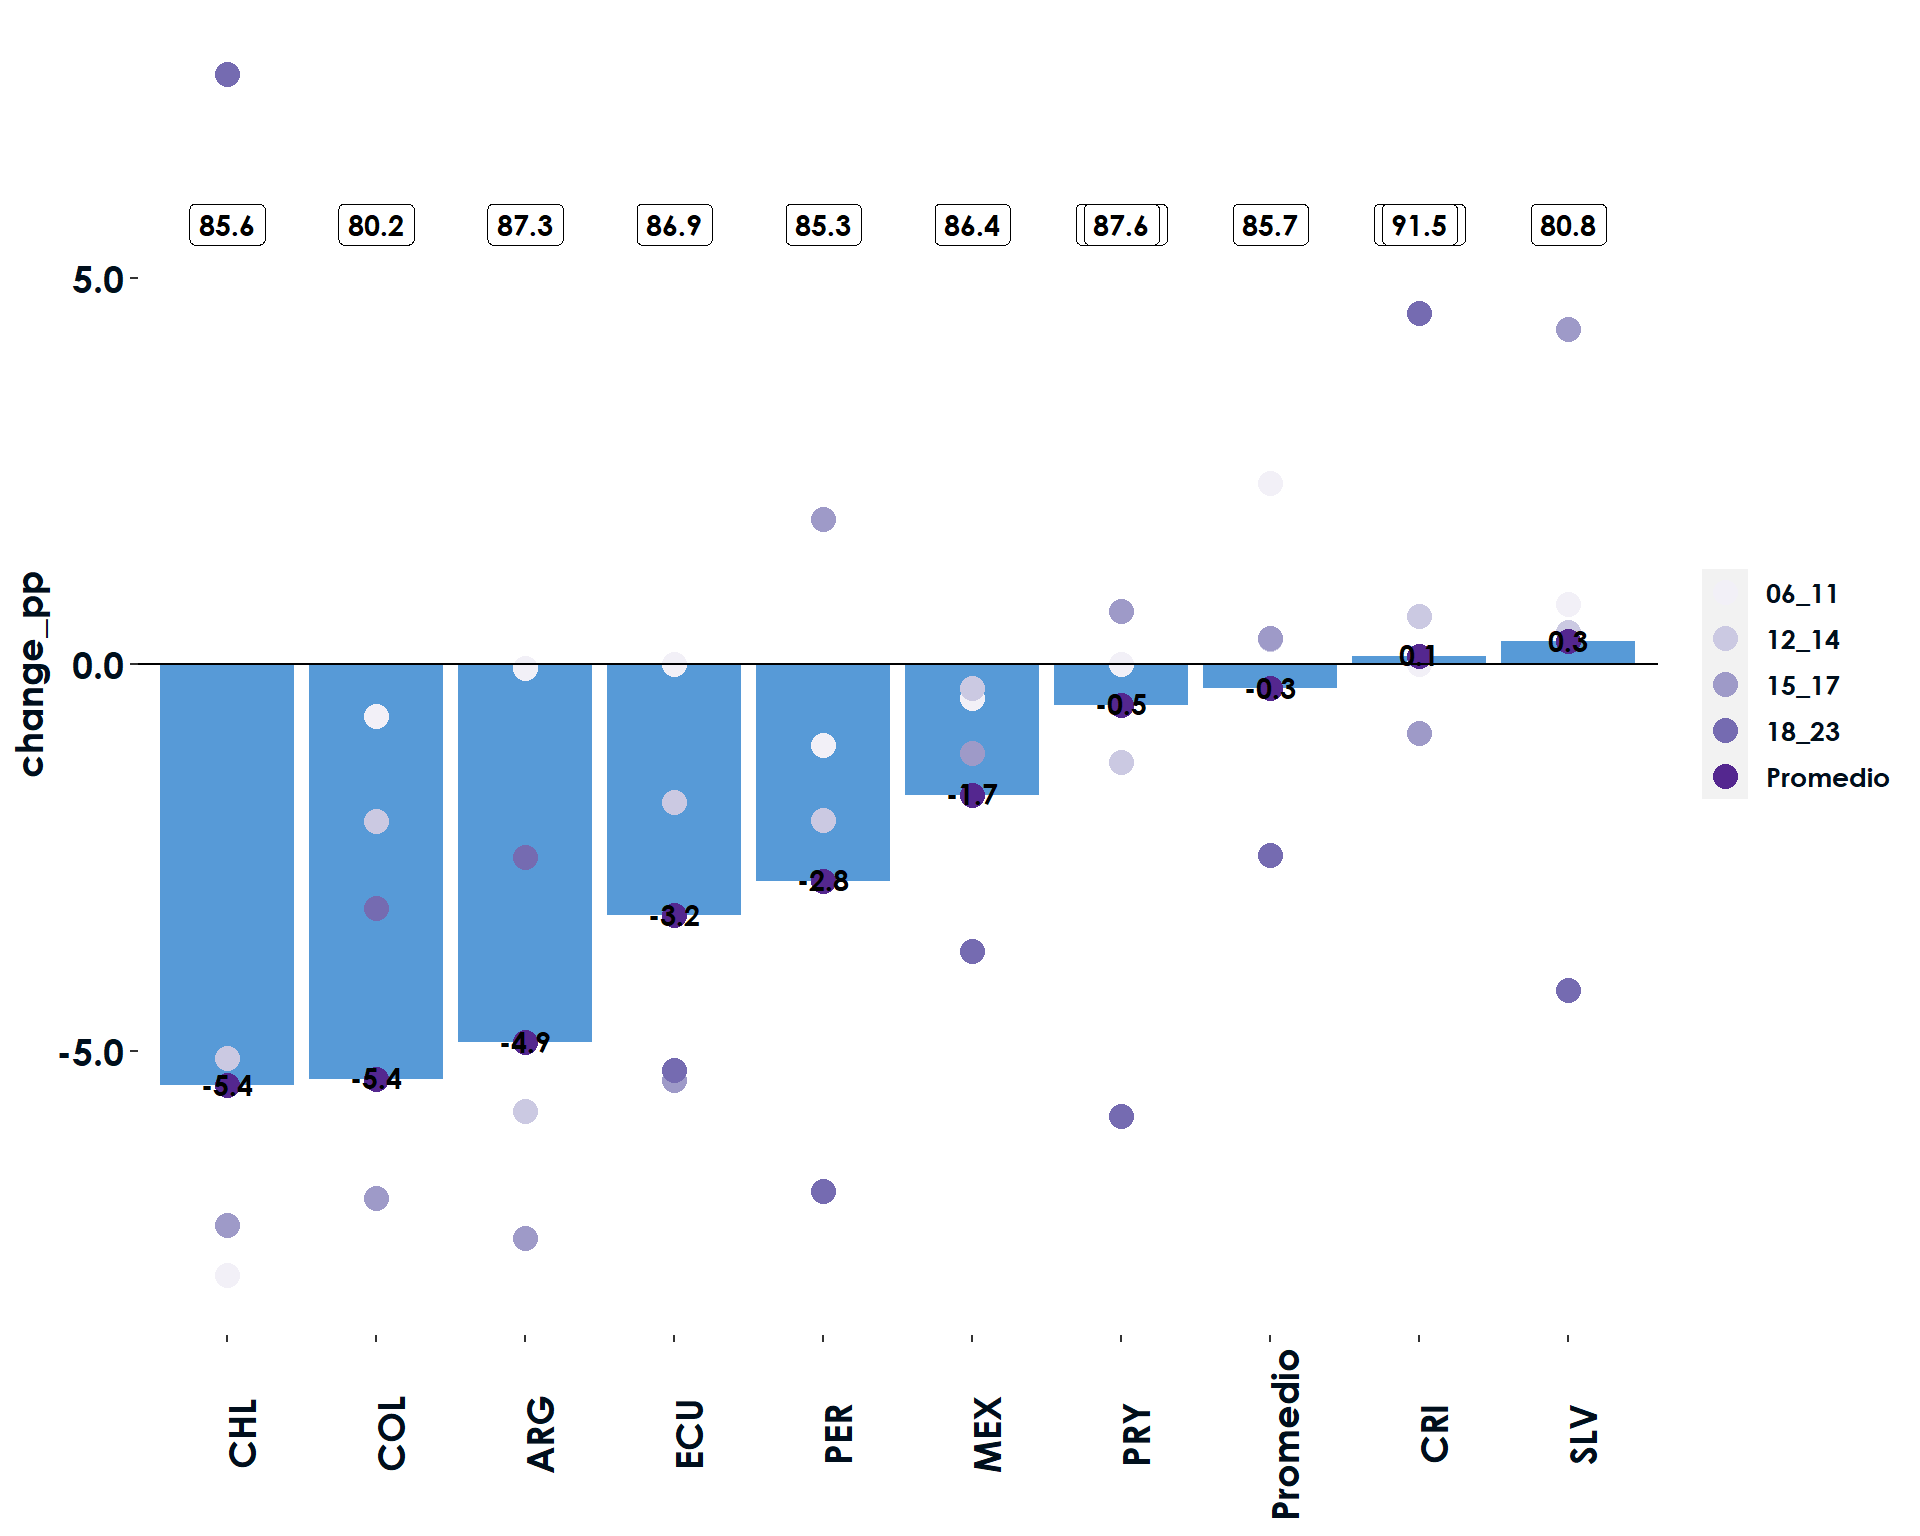 85.6 80.2 87.3 86.9 85.3 86.4 87.6 85.7 91.5 80.8
5.0
0.0
-5.0
change_pp
-5.4 -5.4 -4.9 -3.2 -2.8 -1.7 -0.5 -0.3 0.1 0.3
CHL COL ARG ECU PER MEX PRY Promedio CRI SLV
06_11
12_14
15_17
18_23
Promedio